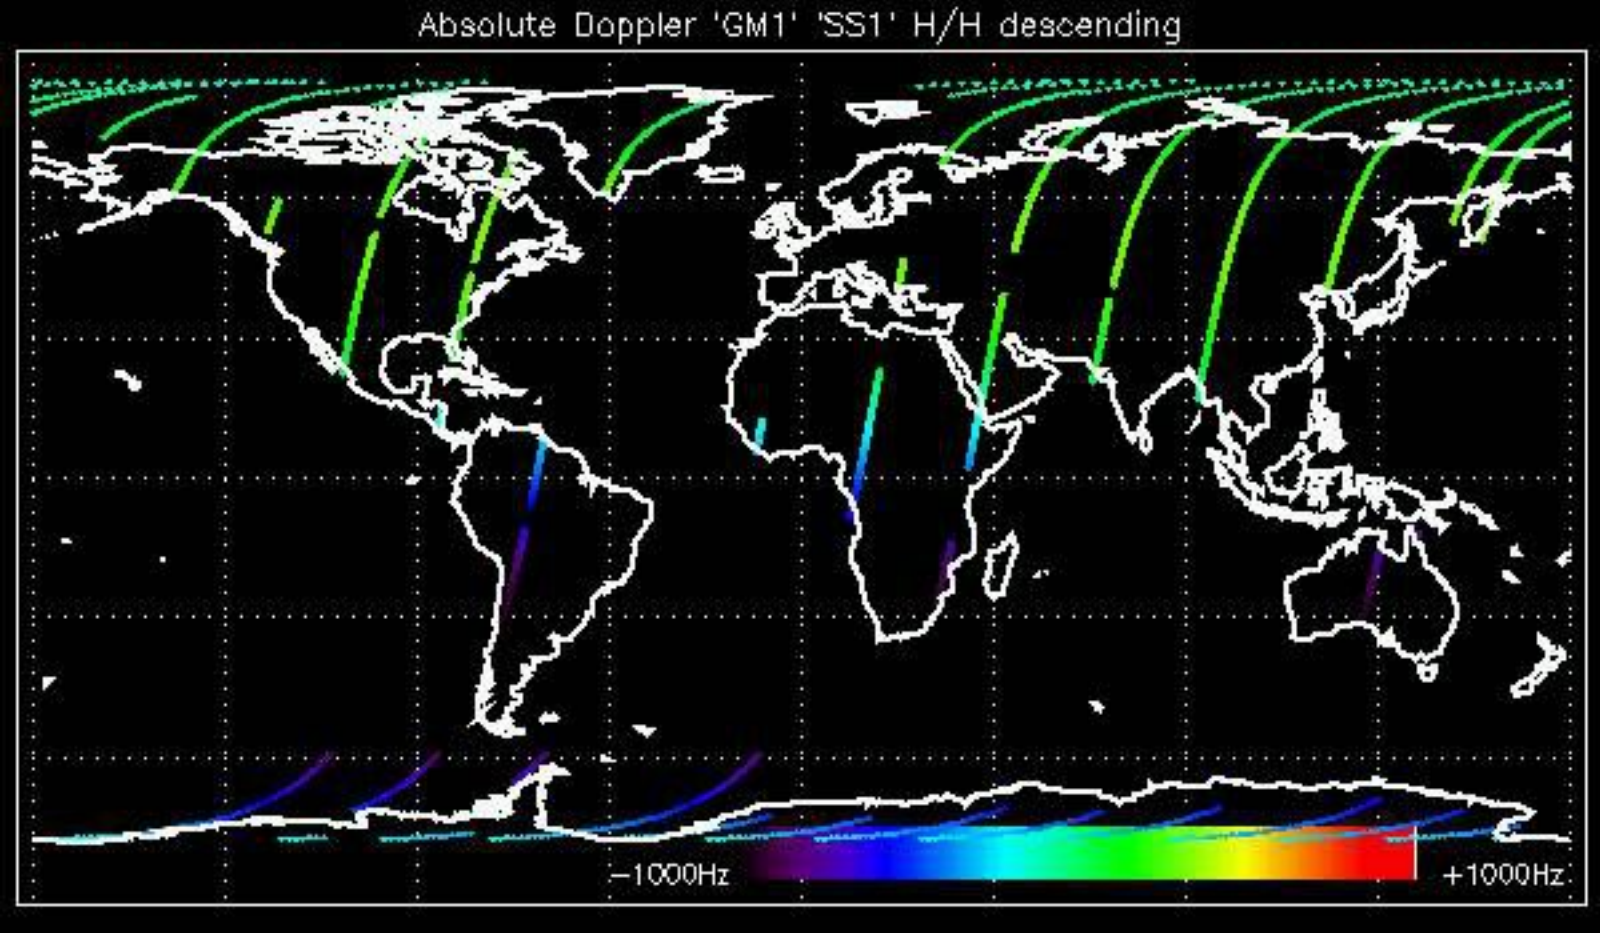 Absolute Doppler 'GM1' 'SS1' H/H descending
−1000Hz
+1000Hz